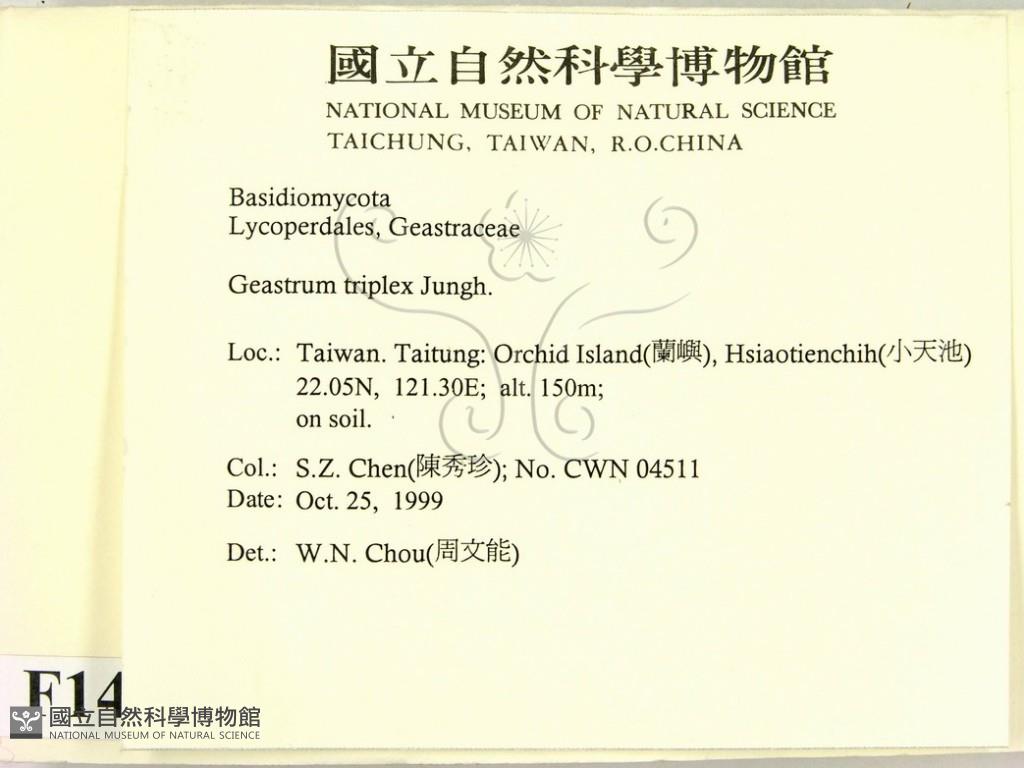 國立自然科學博物館
NATIONAL MUSEUM OF NATURAL SCIENCE
TAICHUNG, TAIWAN, R.O.CHINA
Basidiomycota
Lycoperdales, Geastraceae
Geastrum triplex Jungh.
Loc.: Taiwan. Taitung: Orchid Island(蘭嶼), Hsiaotienchih(小天池)
22.05N, 121.30E; alt. 150m;
on soil.
Col.: S.Z. Chen(陳秀珍); No. CWN 04511
Date: Oct. 25, 1999
Det.: W.N. Chou(周文能)
F14
國立自然科學博物館
NATIONAL MUSEUM OF NATURAL SCIENCE